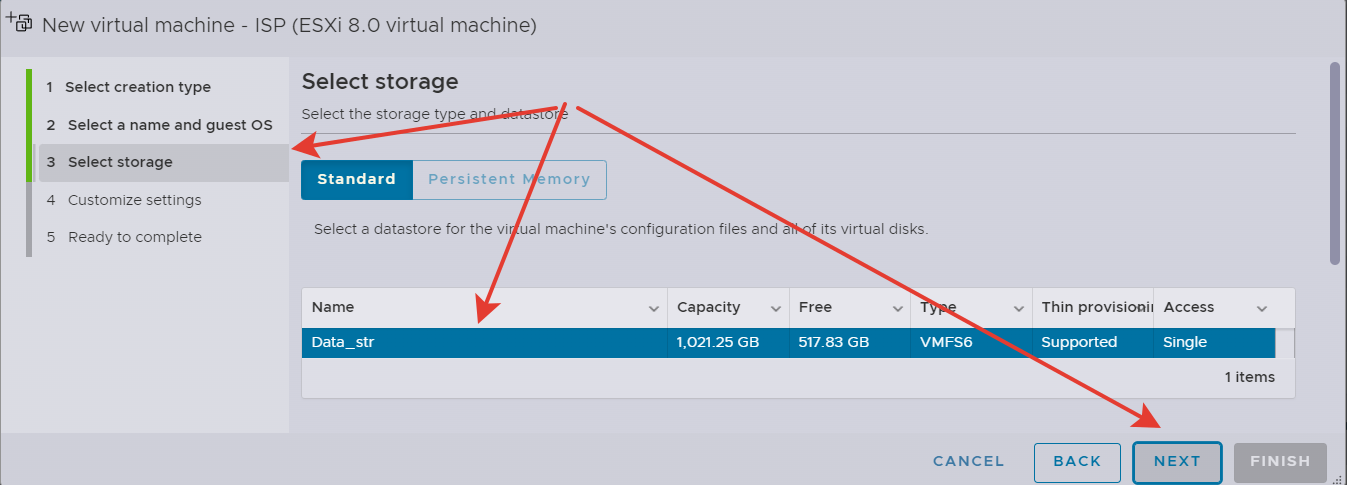 New virtual machine - ISP (ESXi 8.0 virtual machine)
1 Select creation type
2 Select a name and guest OS
3 Select storage
4 Customize settings
5 Ready to complete
Select storage
Select the storage type and datastore
Standard Persistent Memory
Select a datastore for the virtual machine's configuration files and all of its virtual disks.
Name Capacity Free Type Thin provisionin Access
Data_str 1,021.25 GB 517.83 GB VMFS6 Supported Single
1 items
CANCEL BACK NEXT FINISH